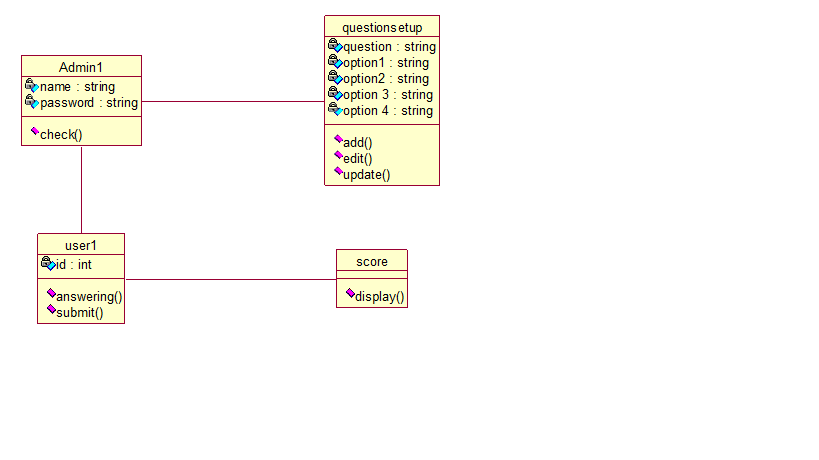 questionsetup
question : string
option1 : string
option2 : string
option 3 : string
option 4 : string
add()
edit()
update()
Admin1
name : string
password : string
check()
user1
id : int
answering()
submit()
score
display()